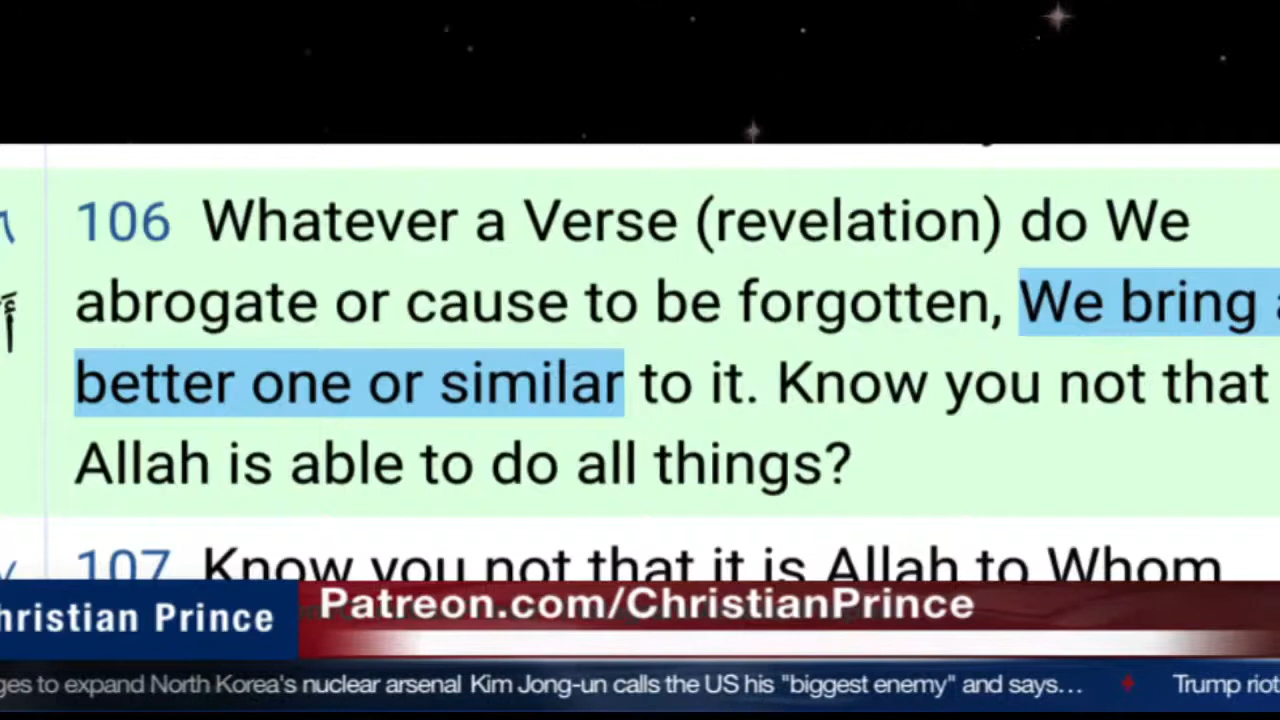 106 Whatever a Verse (revelation) do We
abrogate or cause to be forgotten, We bring a
better one or similar to it. Know you not that
Allah is able to do all things?
107 Know you not that it is Allah to Whom
hristian Prince
Patreon.com/ChristianPrince
ges to expand North Korea's nuclear arsenal Kim Jong-un calls the US his "biggest enemy" and says... Trump riot